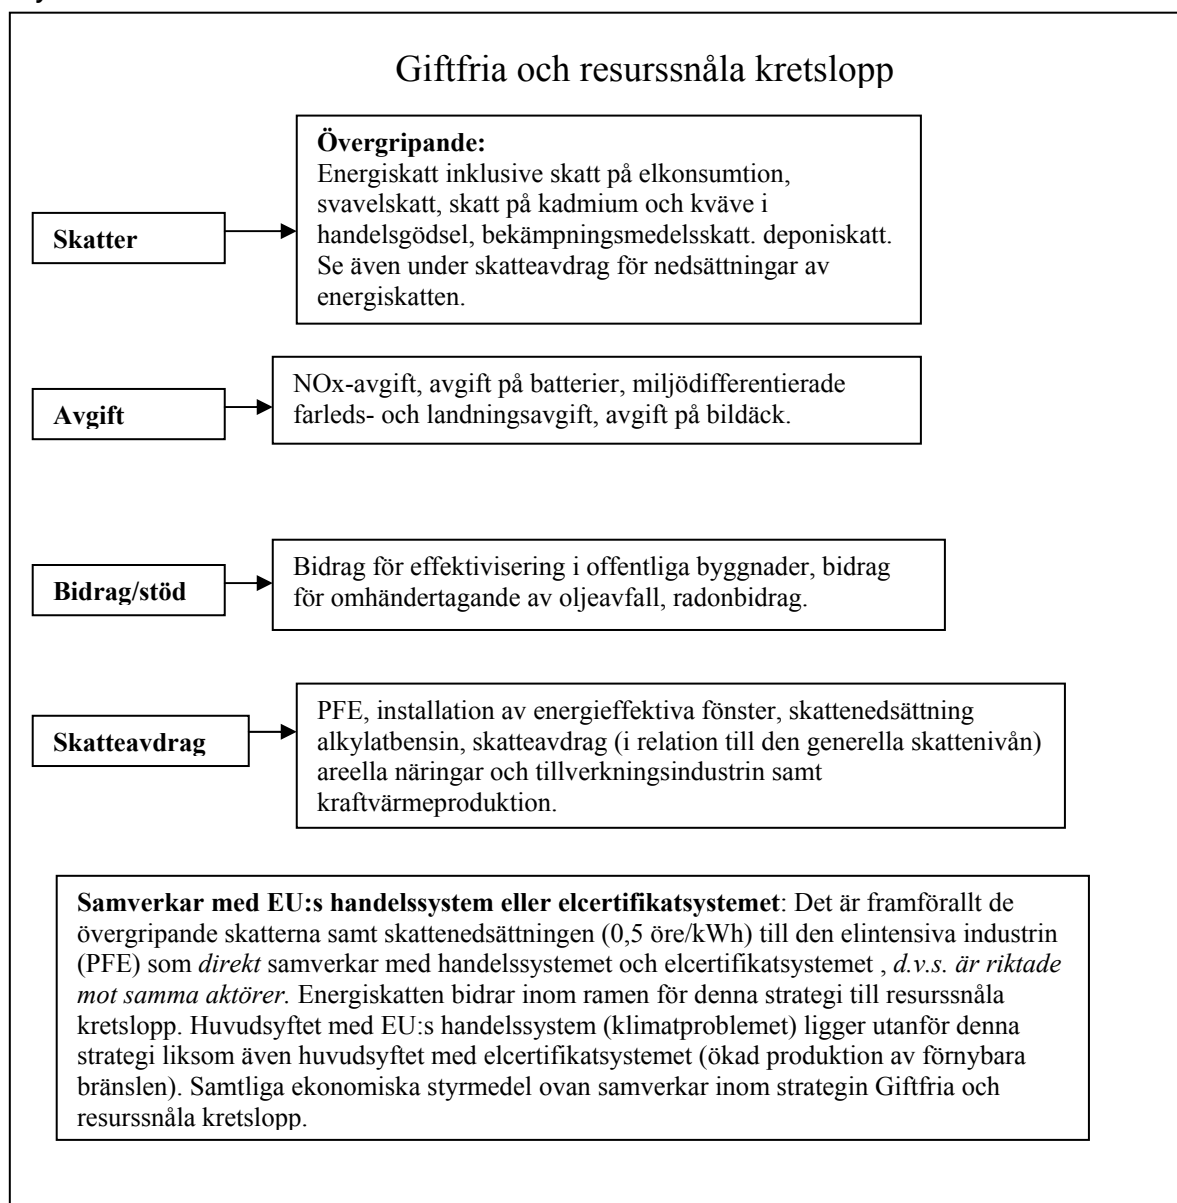 Giftfria och resurssnåla kretslopp
Övergripande:
Energiskatt inklusive skatt på elkonsumtion,
svavelskatt, skatt på kadmium och kväve i
handelsgödsel, bekämpningsmedelsskatt. deponiskatt.
Se även under skatteavdrag för nedsättningar av
energiskatten.
Skatter
NOx-avgift, avgift på batterier, miljödifferentierade
farleds- och landningsavgift, avgift på bildäck.
Avgift
Bidrag för effektivisering i offentliga byggnader, bidrag
för omhändertagande av oljeavfall, radonbidrag.
Bidrag/stöd
PFE, installation av energieffektiva fönster, skattenedsättning
alkylatbensin, skatteavdrag (i relation till den generella skattenivån)
areella näringar och tillverkningsindustrin samt
kraftvärmeproduktion.
Skatteavdrag
Samverkar med EU:s handelssystem eller elcertifikatsystemet: Det är framförallt de
övergripande skatterna samt skattenedsättningen (0,5 öre/kWh) till den elintensiva industrin
(PFE) som direkt samverkar med handelssystemet och elcertifikatsystemet , d.v.s. är riktade
mot samma aktörer. Energiskatten bidrar inom ramen för denna strategi till resurssnåla
kretslopp. Huvudsyftet med EU:s handelssystem (klimatproblemet) ligger utanför denna
strategi liksom även huvudsyftet med elcertifikatsystemet (ökad produktion av förnybara
bränslen). Samtliga ekonomiska styrmedel ovan samverkar inom strategin Giftfria och
resurssnåla kretslopp.